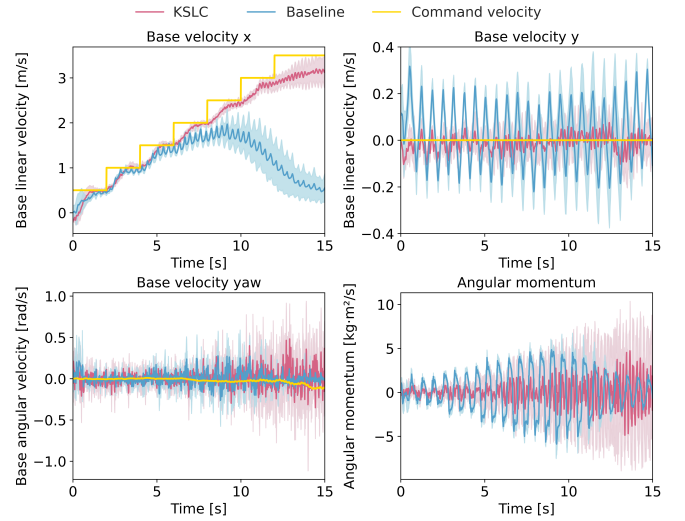 KSLC Baseline Command velocity
Base velocity x
Base linear velocity [m/s]
3
2
1
0
0 5 10 15
Time [s]
Base velocity y
Base linear velocity [m/s]
0.4
0.2
0.0
−0.2
−0.4
0 5 10 15
Time [s]
Base velocity yaw
Base angular velocity [rad/s]
1.0
0.5
0.0
−0.5
−1.0
0 5 10 15
Time [s]
Angular momentum
Angular momentum [kg·m²/s]
10
5
0
−5
0 5 10 15
Time [s]